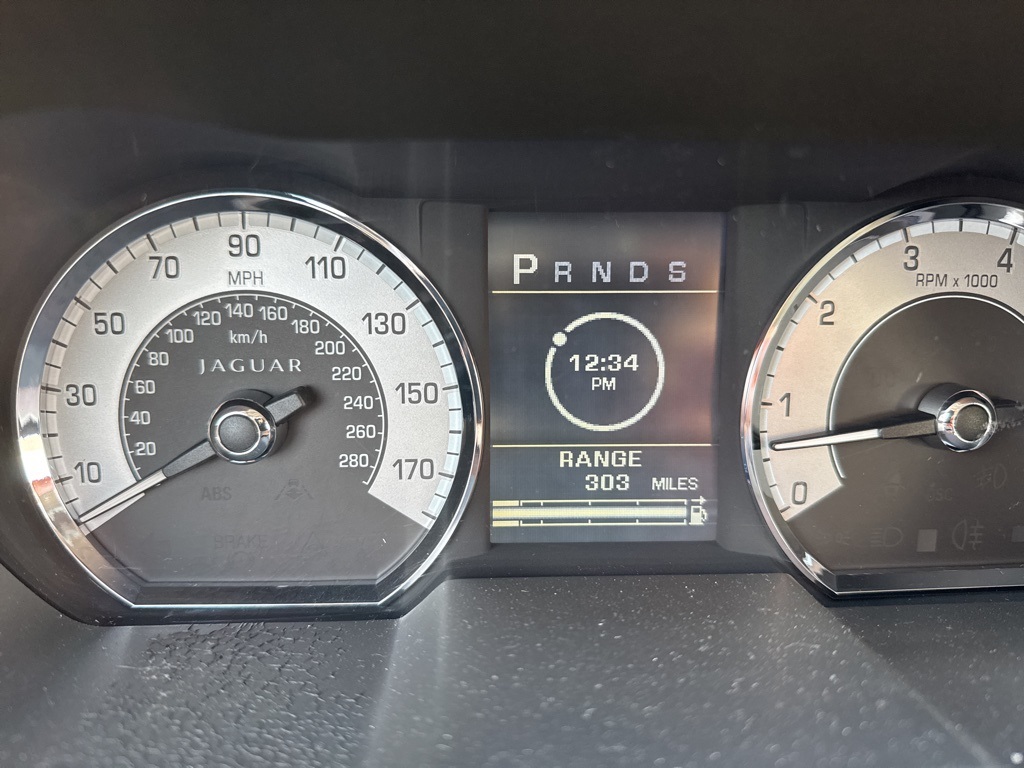 10 30 50 70 90 110 130 150 170
MPH
20 40 60 80 100 120 140 160 180 200 220 240 260 280
km/h
JAGUAR
ABS
BRAKE
P R N D S
12:34
PM
RANGE
303 MILES
0 1 2 3 4
RPM x 1000